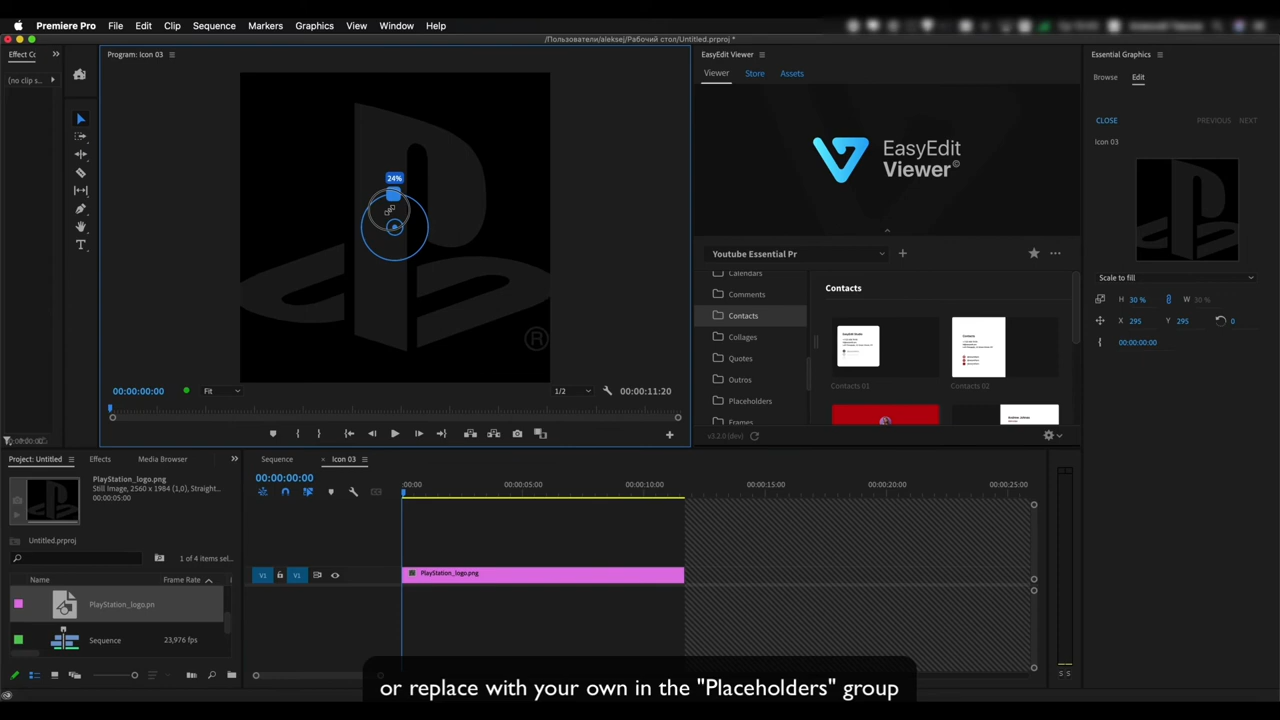 Premiere Pro File Edit Clip Sequence Markers Graphics View Window Help
/Пользователи/aleksej/Рабочий стол/Untitled.prproj *
Effect Co
(no clip s...
Program: Icon 03
24%
00:00:00:00
Fit
1/2
00:00:11:20
EasyEdit Viewer
Viewer Store Assets
EasyEdit
Viewer©
Youtube Essential Pr
Calendars
Comments
Contacts
Collages
Quotes
Outros
Placeholders
Frames
Contacts
Contacts 01
Contacts 02
v3.2.0 (dev)
Essential Graphics
Browse Edit
CLOSE PREVIOUS NEXT
Icon 03
Scale to fill
H 30 % W 30 %
X 295 Y 295 0
00:00:00:00
Project: Untitled Effects Media Browser
PlayStation_logo.png
Still Image, 2560 x 1984 (1,0), Straight...
00:00:05:00
Untitled.prproj
1 of 4 items sel...
Name Frame Rate
PlayStation_logo.pn
Sequence 23,976 fps
Sequence × Icon 03
00:00:00:00
:00:00 00:00:05:00 00:00:10:00 00:00:15:00 00:00:20:00 00:00:25:00
V1 V1
PlayStation_logo.png
S S
or replace with your own in the "Placeholders" group